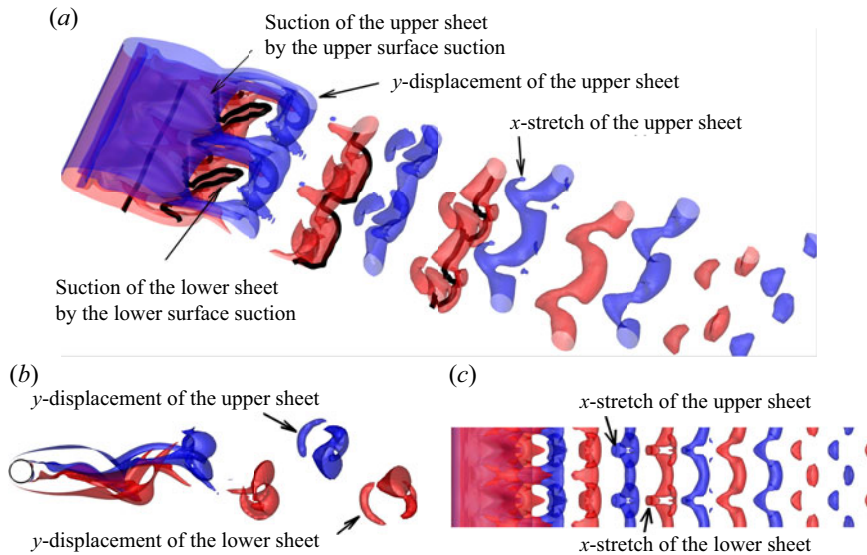 (a)
Suction of the upper sheet
by the upper surface suction
y-displacement of the upper sheet
x-stretch of the upper sheet
Suction of the lower sheet
by the lower surface suction
(b)
y-displacement of the upper sheet
y-displacement of the lower sheet
(c)
x-stretch of the upper sheet
x-stretch of the lower sheet